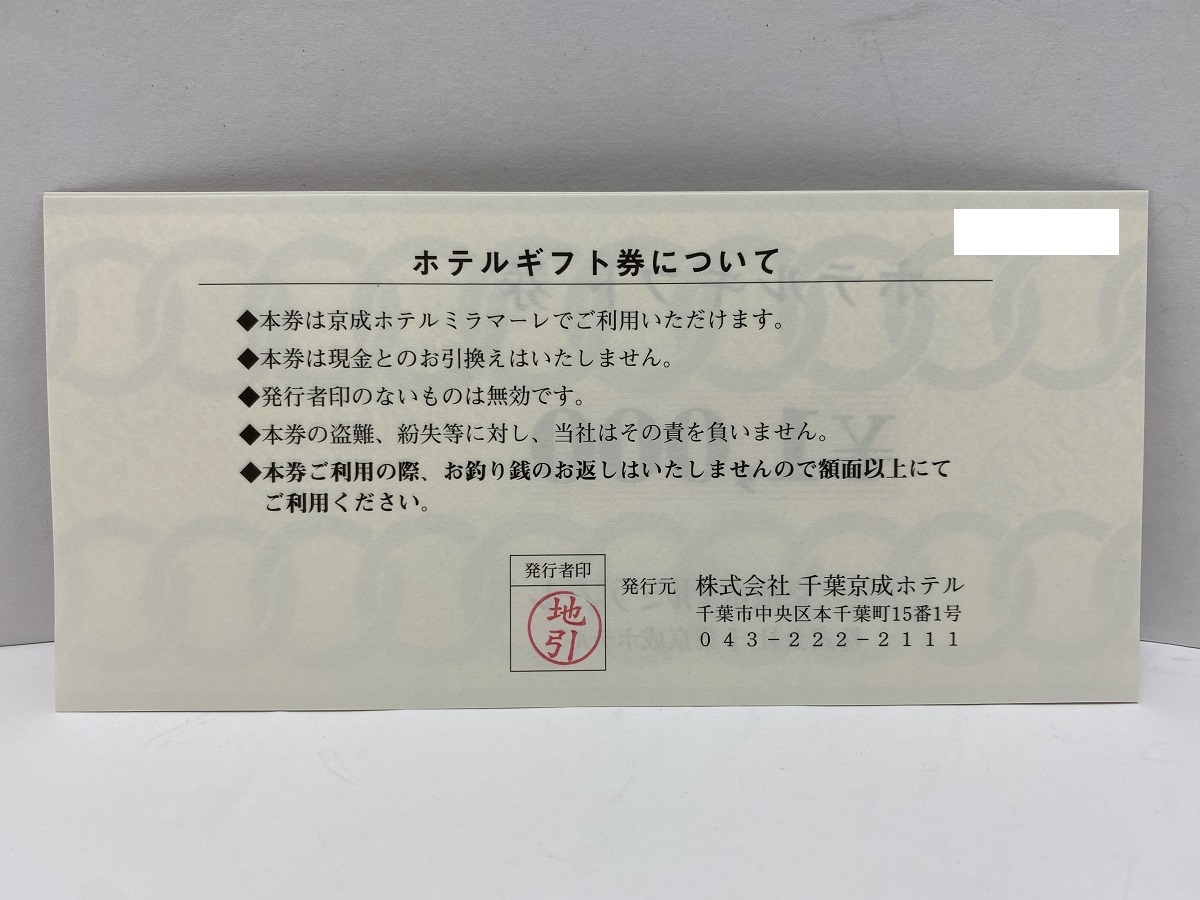 ホテルギフト券について
◆本券は京成ホテルミラマーレでご利用いただけます。
◆本券は現金とのお引換えはいたしません。
◆発行者印のないものは無効です。
◆本券の盗難、紛失等に対し、当社はその責を負いません。
◆本券ご利用の際、お釣り銭のお返しはいたしませんので額面以上にて
ご利用ください。
発行者印
地引
発行元 株式会社 千葉京成ホテル
千葉市中央区本千葉町15番1号
043-222-2111